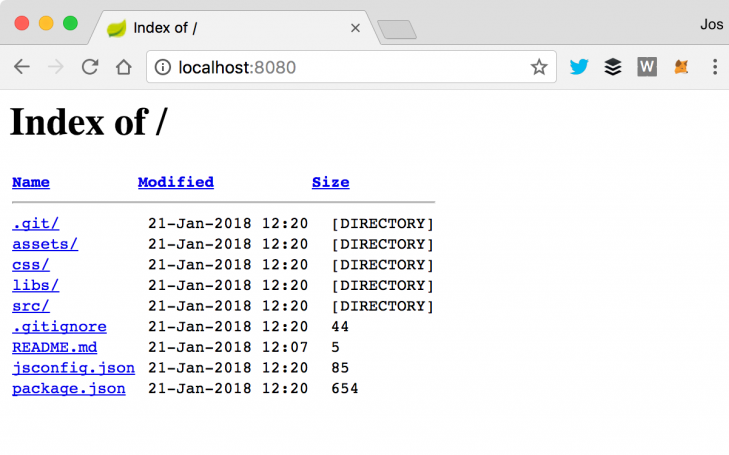 Index of /
Jos
localhost:8080
W
Index of /
Name Modified Size
.git/ 21-Jan-2018 12:20 [DIRECTORY]
assets/ 21-Jan-2018 12:20 [DIRECTORY]
css/ 21-Jan-2018 12:20 [DIRECTORY]
libs/ 21-Jan-2018 12:20 [DIRECTORY]
src/ 21-Jan-2018 12:20 [DIRECTORY]
.gitignore 21-Jan-2018 12:20 44
README.md 21-Jan-2018 12:07 5
jsconfig.json 21-Jan-2018 12:20 85
package.json 21-Jan-2018 12:20 654